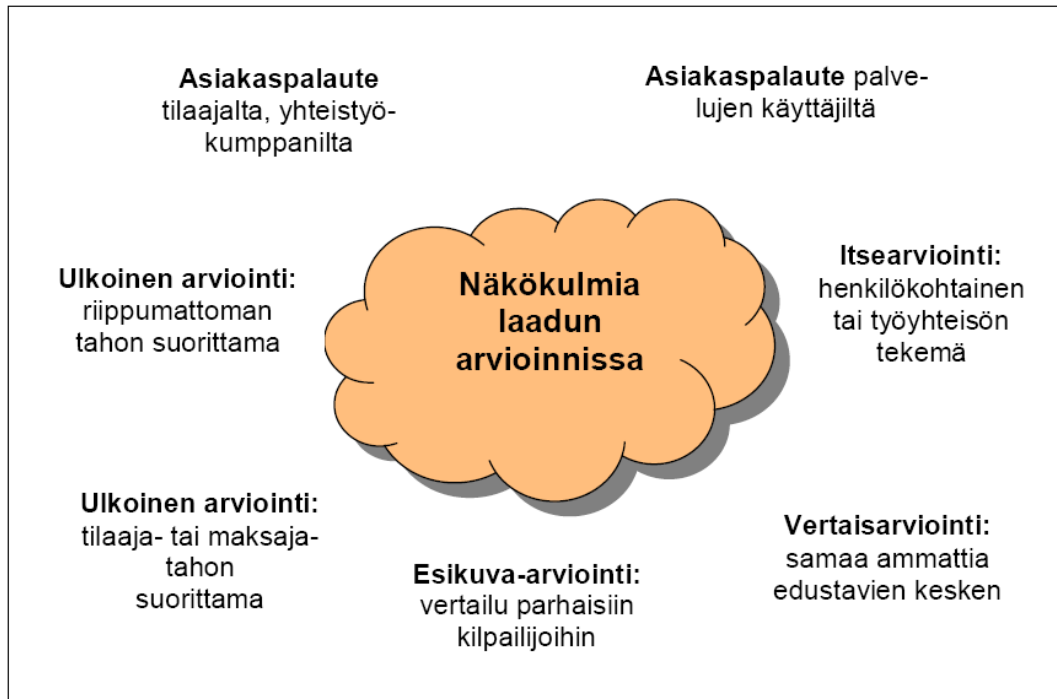 Asiakaspalaute
tilaajalta, yhteistyö-
kumppanilta
Asiakaspalaute palve-
lujen käyttäjiltä
Ulkoinen arviointi:
riippumattoman
tahon suorittama
Näkökulmia
laadun
arvioinnissa
Itsearviointi:
henkilökohtainen
tai työyhteisön
tekemä
Ulkoinen arviointi:
tilaaja- tai maksaja-
tahon
suorittama
Esikuva-arviointi:
vertailu parhaisiin
kilpailijoihin
Vertaisarviointi:
samaa ammattia
edustavien kesken